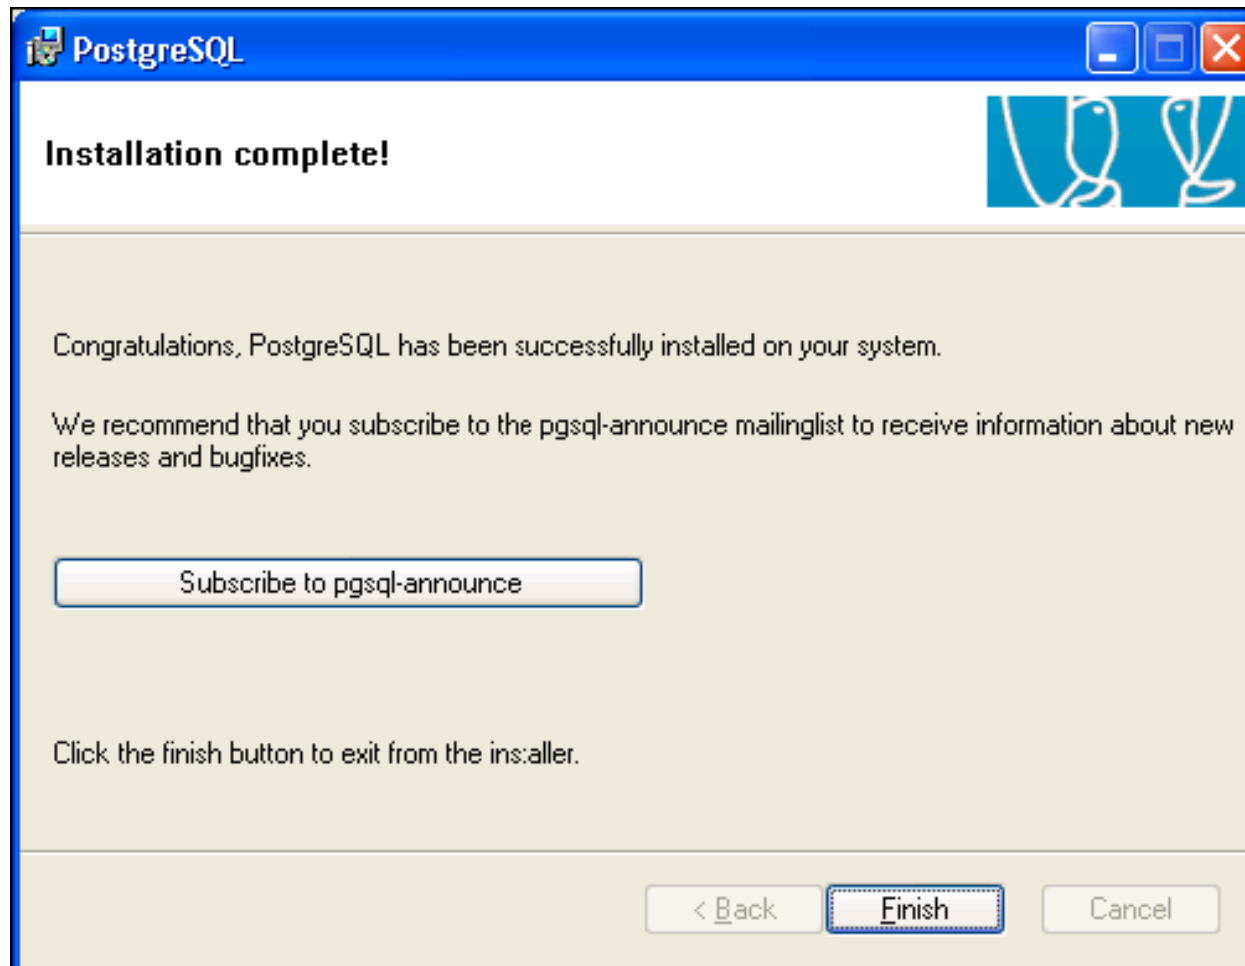 PostgreSQL
Installation complete!
Congratulations, PostgreSQL has been successfully installed on your system.
We recommend that you subscribe to the pgsql-announce mailinglist to receive information about new
releases and bugfixes.
Subscribe to pgsql-announce
Click the finish button to exit from the ins:aller.
< Back
Finish
Cancel